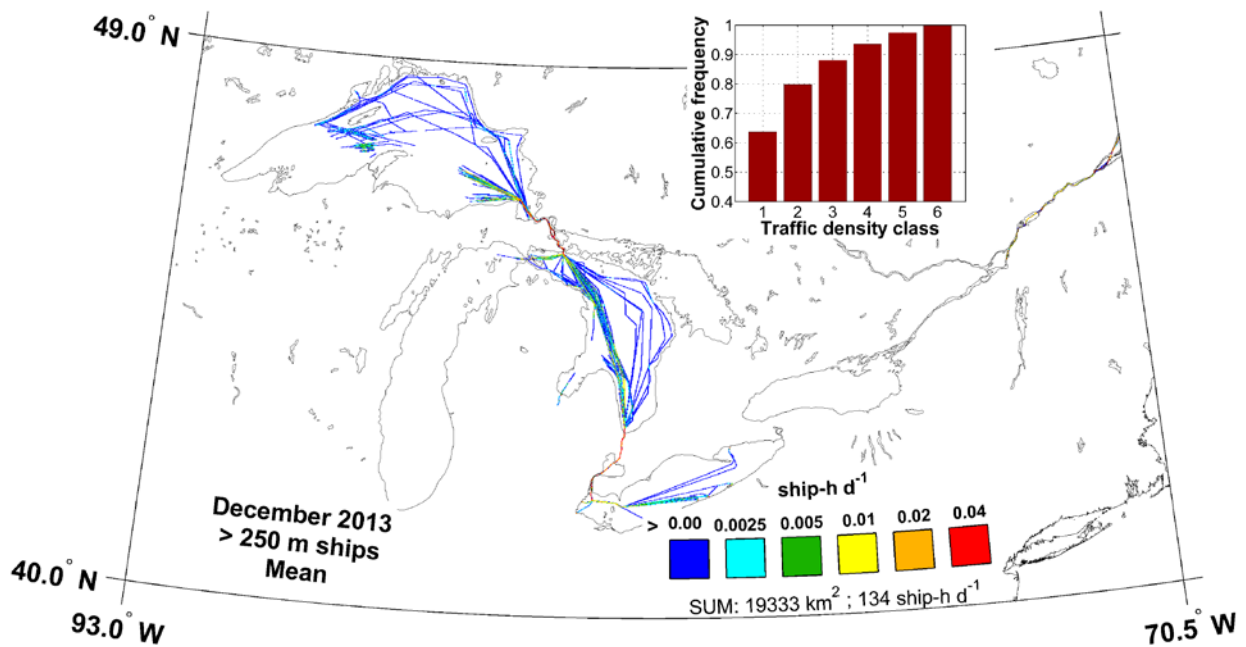 49.0° N
1
0.9
0.8
0.7
0.6
0.5
0.4
Cumulative frequency
1 2 3 4 5 6
Traffic density class
ship-h d⁻¹
> 0.00 0.0025 0.005 0.01 0.02 0.04
SUM: 19333 km² ; 134 ship-h d⁻¹
December 2013
> 250 m ships
Mean
40.0° N
93.0° W
70.5° W